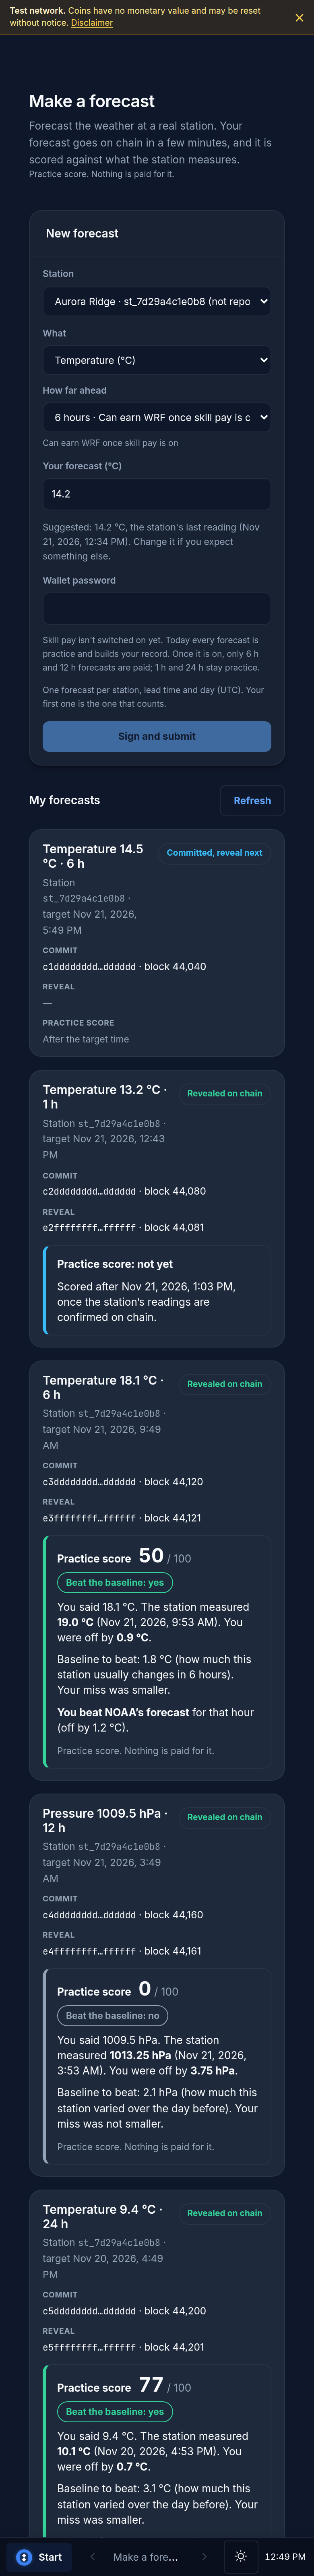 Test network. Coins have no monetary value and may be reset
without notice. Disclaimer
Make a forecast
Forecast the weather at a real station. Your
forecast goes on chain in a few minutes, and it is
scored against what the station measures.
Practice score. Nothing is paid for it.
New forecast
Station
Aurora Ridge · st_7d29a4c1e0b8 (not repo
What
Temperature (°C)
How far ahead
6 hours · Can earn WRF once skill pay is o
Can earn WRF once skill pay is on
Your forecast (°C)
14.2
Suggested: 14.2 °C, the station's last reading (Nov
21, 2026, 12:34 PM). Change it if you expect
something else.
Wallet password
Skill pay isn't switched on yet. Today every forecast is
practice and builds your record. Once it is on, only 6 h
and 12 h forecasts are paid; 1 h and 24 h stay practice.
One forecast per station, lead time and day (UTC). Your
first one is the one that counts.
Sign and submit
My forecasts
Refresh
Temperature 14.5
°C · 6 h
Committed, reveal next
Station
st_7d29a4c1e0b8 ·
target Nov 21, 2026,
5:49 PM
COMMIT
c1dddddddd…dddddd · block 44,040
REVEAL
—
PRACTICE SCORE
After the target time
Temperature 13.2 °C ·
1 h
Revealed on chain
Station st_7d29a4c1e0b8 ·
target Nov 21, 2026, 12:43
PM
COMMIT
c2dddddddd…dddddd · block 44,080
REVEAL
e2ffffffff…ffffff · block 44,081
Practice score: not yet
Scored after Nov 21, 2026, 1:03 PM,
once the station's readings are
confirmed on chain.
Temperature 18.1 °C ·
6 h
Revealed on chain
Station st_7d29a4c1e0b8 ·
target Nov 21, 2026, 9:49
AM
COMMIT
c3dddddddd…dddddd · block 44,120
REVEAL
e3ffffffff…ffffff · block 44,121
Practice score 50 / 100
Beat the baseline: yes
You said 18.1 °C. The station measured
19.0 °C (Nov 21, 2026, 9:53 AM). You
were off by 0.9 °C.
Baseline to beat: 1.8 °C (how much this
station usually changes in 6 hours).
Your miss was smaller.
You beat NOAA's forecast for that hour
(off by 1.2 °C).
Practice score. Nothing is paid for it.
Pressure 1009.5 hPa ·
12 h
Revealed on chain
Station st_7d29a4c1e0b8 ·
target Nov 21, 2026, 3:49
AM
COMMIT
c4dddddddd…dddddd · block 44,160
REVEAL
e4ffffffff…ffffff · block 44,161
Practice score 0 / 100
Beat the baseline: no
You said 1009.5 hPa. The station
measured 1013.25 hPa (Nov 21, 2026,
3:53 AM). You were off by 3.75 hPa.
Baseline to beat: 2.1 hPa (how much this
station varied over the day before). Your
miss was not smaller.
Practice score. Nothing is paid for it.
Temperature 9.4 °C ·
24 h
Revealed on chain
Station st_7d29a4c1e0b8 ·
target Nov 20, 2026, 4:49
PM
COMMIT
c5dddddddd…dddddd · block 44,200
REVEAL
e5ffffffff…ffffff · block 44,201
Practice score 77 / 100
Beat the baseline: yes
You said 9.4 °C. The station measured
10.1 °C (Nov 20, 2026, 4:53 PM). You
were off by 0.7 °C.
Baseline to beat: 3.1 °C (how much this
station varied over the day before). Your
miss was smaller.
Start
Make a fore...
12:49 PM